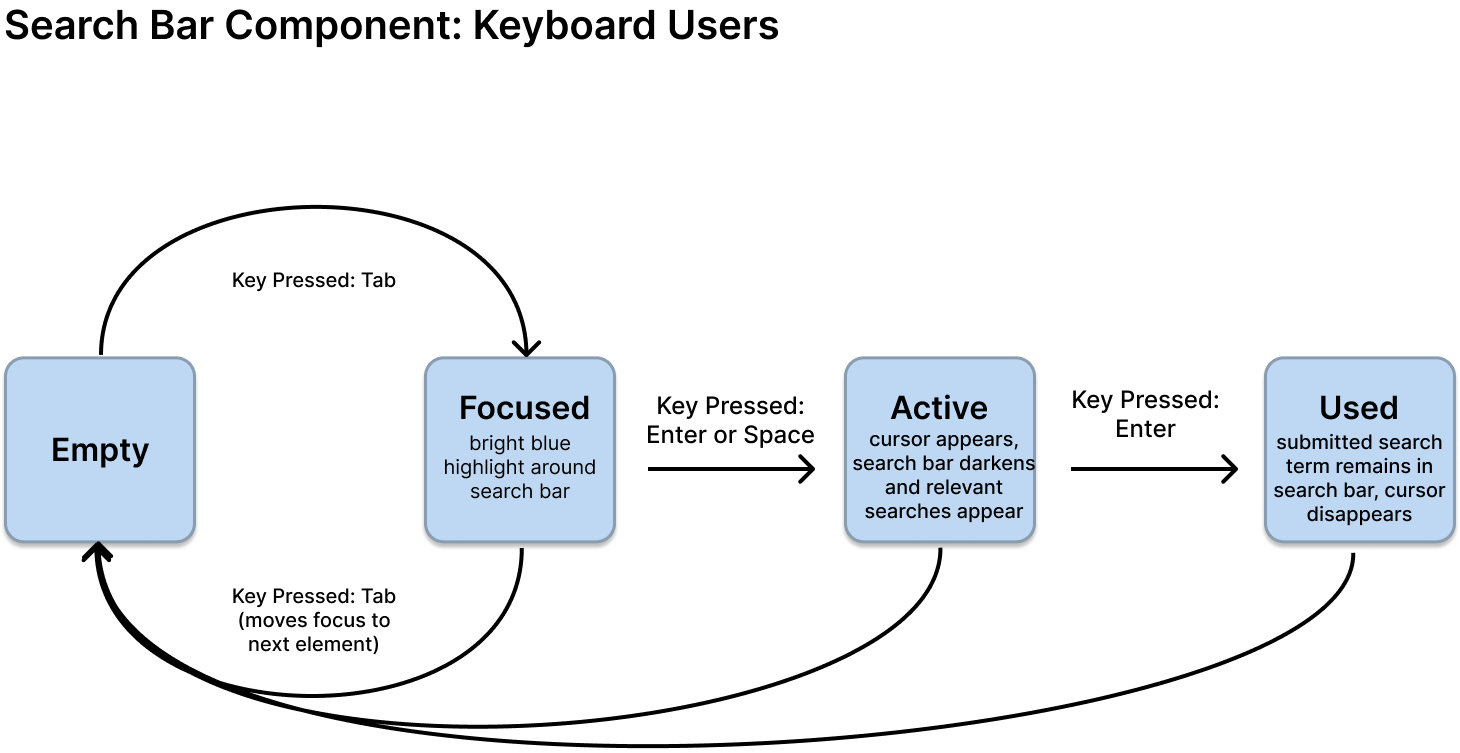 Search Bar Component: Keyboard Users
Key Pressed: Tab
Empty
Focused
bright blue
highlight around
search bar
Key Pressed:
Enter or Space
Active
cursor appears,
search bar darkens
and relevant
searches appear
Key Pressed:
Enter
Used
submitted search
term remains in
search bar, cursor
disappears
Key Pressed: Tab
(moves focus to
next element)